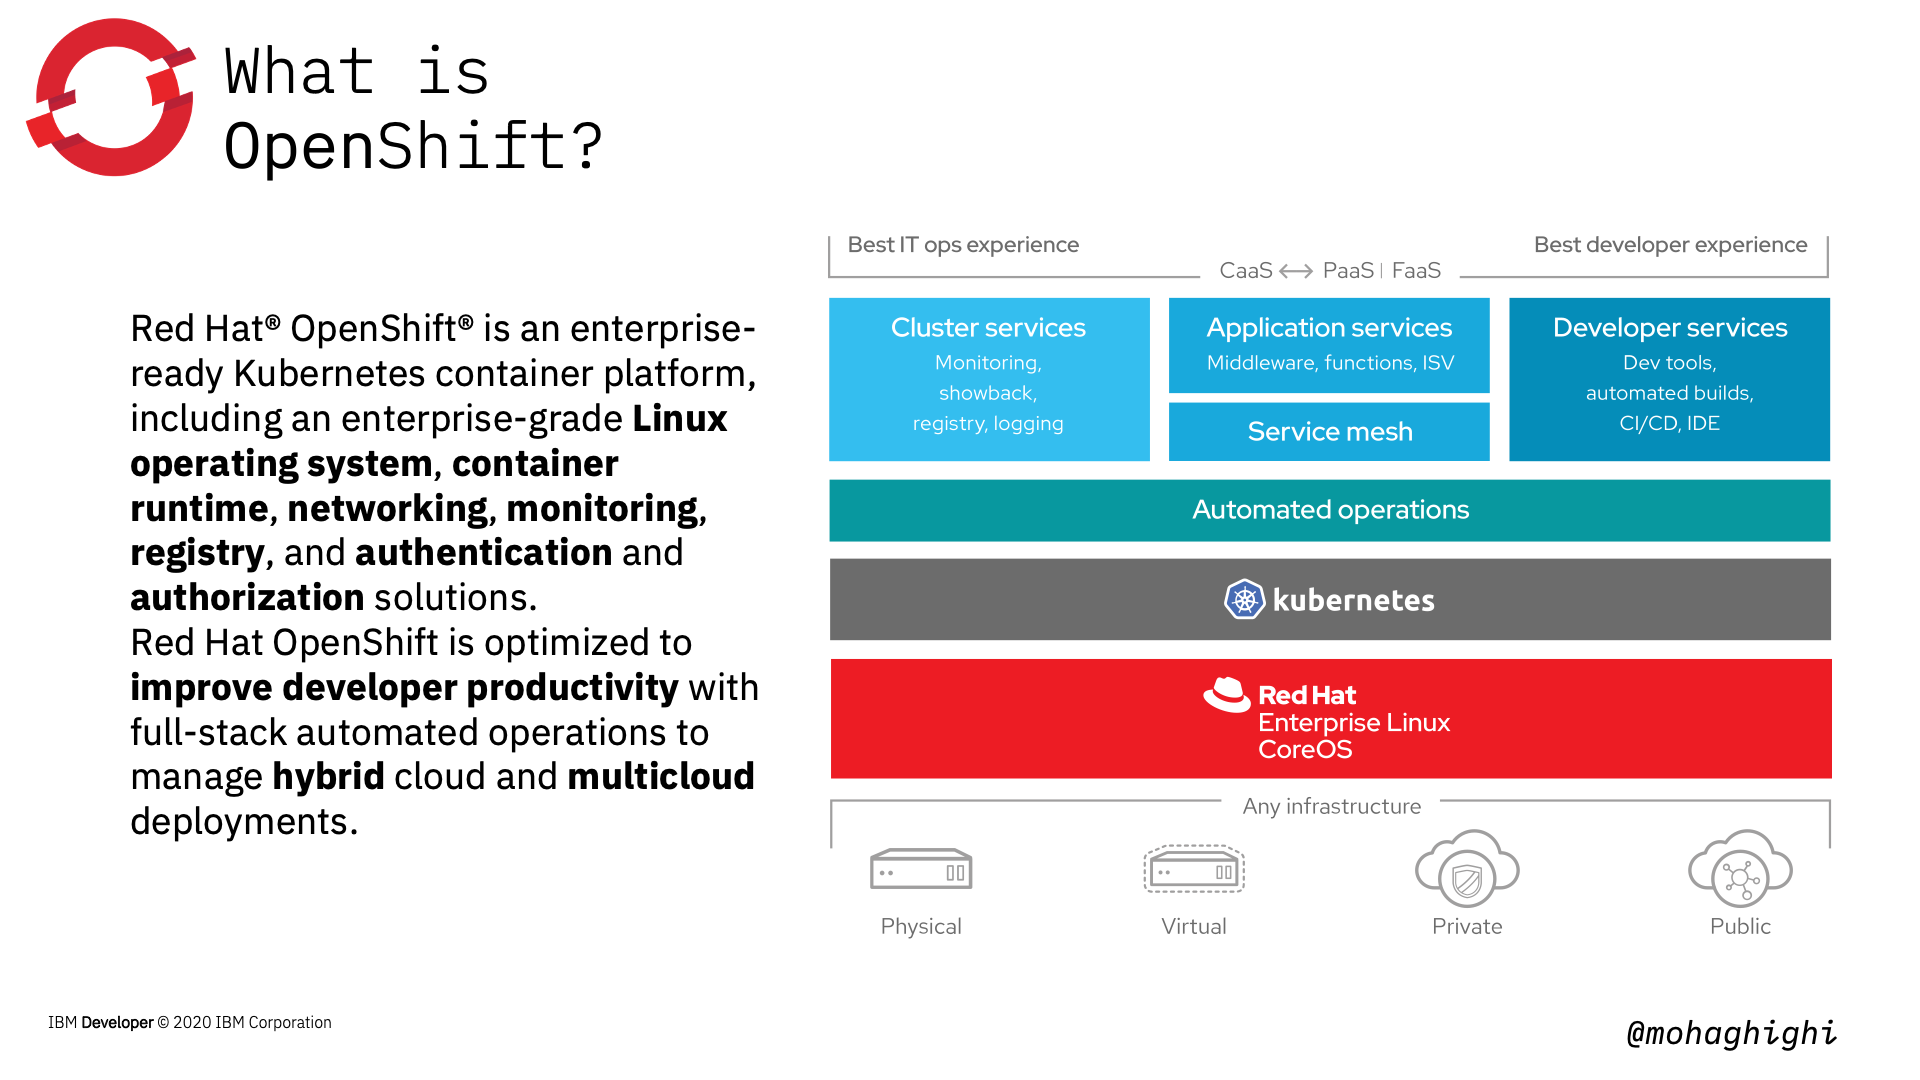 What is
OpenShift?
Red Hat® OpenShift® is an enterprise-
ready Kubernetes container platform,
including an enterprise-grade Linux
operating system, container
runtime, networking, monitoring,
registry, and authentication and
authorization solutions.
Red Hat OpenShift is optimized to
improve developer productivity with
full-stack automated operations to
manage hybrid cloud and multicloud
deployments.
Best IT ops experience
Best developer experience
CaaS ⟷ PaaS | FaaS
Cluster services
Monitoring,
showback,
registry, logging
Application services
Middleware, functions, ISV
Service mesh
Developer services
Dev tools,
automated builds,
CI/CD, IDE
Automated operations
kubernetes
Red Hat
Enterprise Linux
CoreOS
Any infrastructure
Physical
Virtual
Private
Public
IBM Developer © 2020 IBM Corporation
@mohaghighi